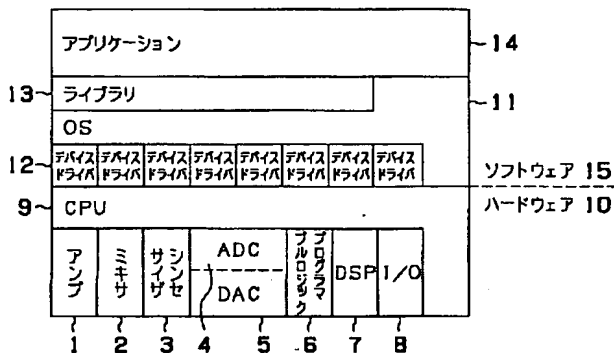 アプリケーション 14
13 ライブラリ 11
OS
12 デバイスドライバ デバイスドライバ デバイスドライバ デバイスドライバ デバイスドライバ デバイスドライバ デバイスドライバ デバイスドライバ ソフトウェア 15
9 CPU ハードウェア 10
アンプ ミキサ シンセサイザ ADC DAC プログラマブルロジック DSP I/O
1 2 3 4 5 6 7 8